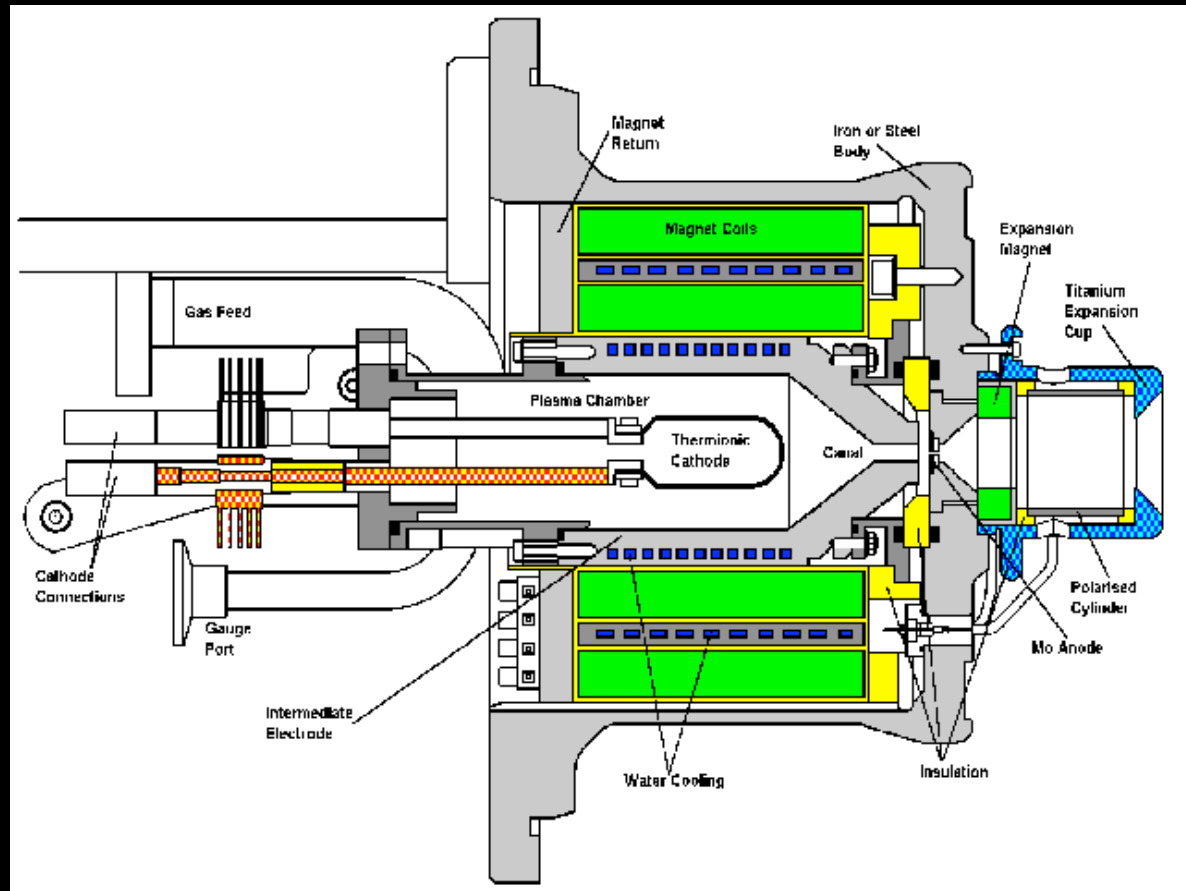 Magnet
Return
Iron or Steel
Body
Magnet Coils
Expansion
Magnet
Titanium
Expansion
Cup
Gas Feed
Plasma Chamber
Thermionic
Cathode
Canal
Cathode
Connections
Gauge
Port
Polarised
Cylinder
Mo Anode
Intermediate
Electrode
Water Cooling
Insulation